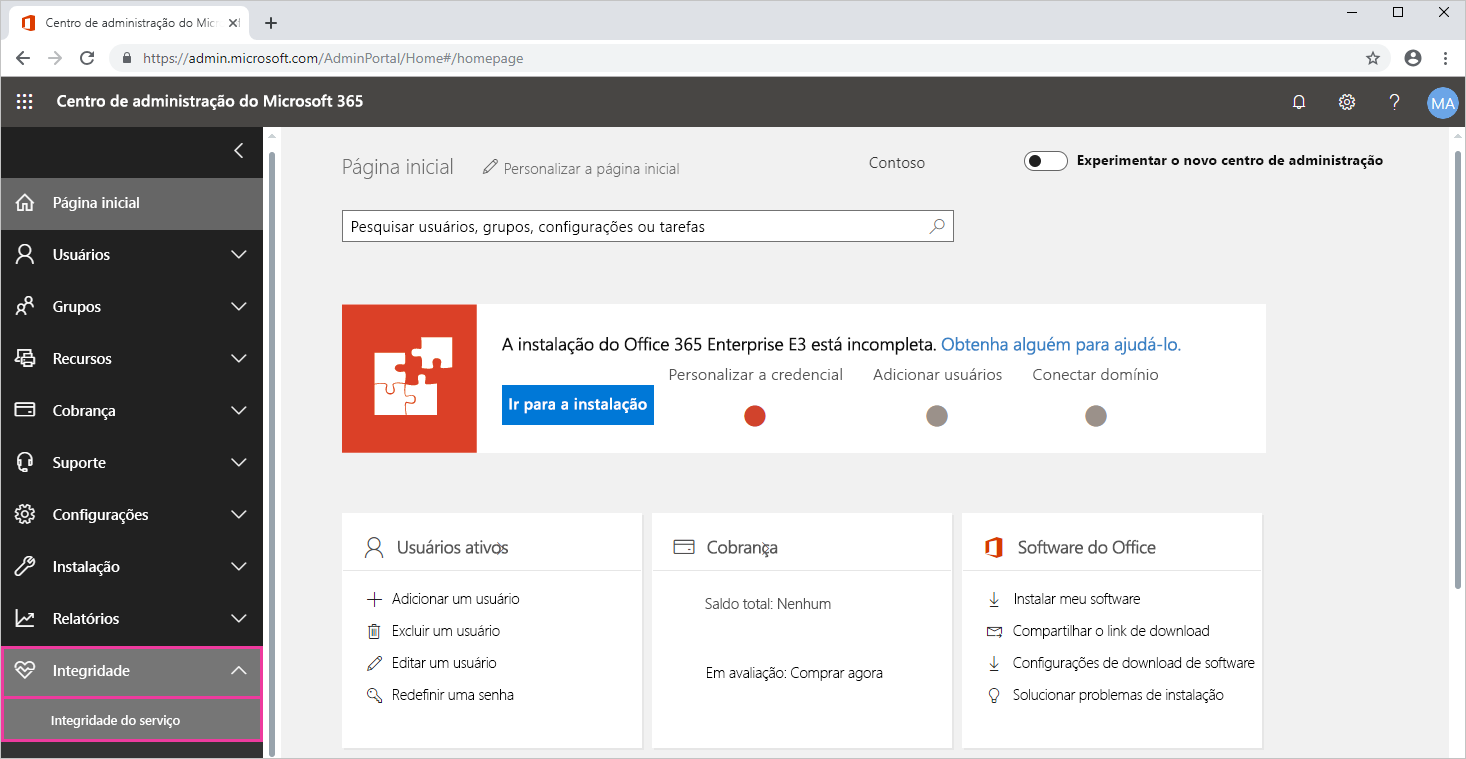 Centro de administração do Micr
https://admin.microsoft.com/AdminPortal/Home#/homepage
Centro de administração do Microsoft 365
MA
Página inicial
Usuários
Grupos
Recursos
Cobrança
Suporte
Configurações
Instalação
Relatórios
Integridade
Integridade do serviço
Página inicial
Personalizar a página inicial
Contoso
Experimentar o novo centro de administração
Pesquisar usuários, grupos, configurações ou tarefas
A instalação do Office 365 Enterprise E3 está incompleta. Obtenha alguém para ajudá-lo.
Ir para a instalação
Personalizar a credencial
Adicionar usuários
Conectar domínio
Usuários ativos
Adicionar um usuário
Excluir um usuário
Editar um usuário
Redefinir uma senha
Cobrança
Saldo total: Nenhum
Em avaliação: Comprar agora
Software do Office
Instalar meu software
Compartilhar o link de download
Configurações de download de software
Solucionar problemas de instalação